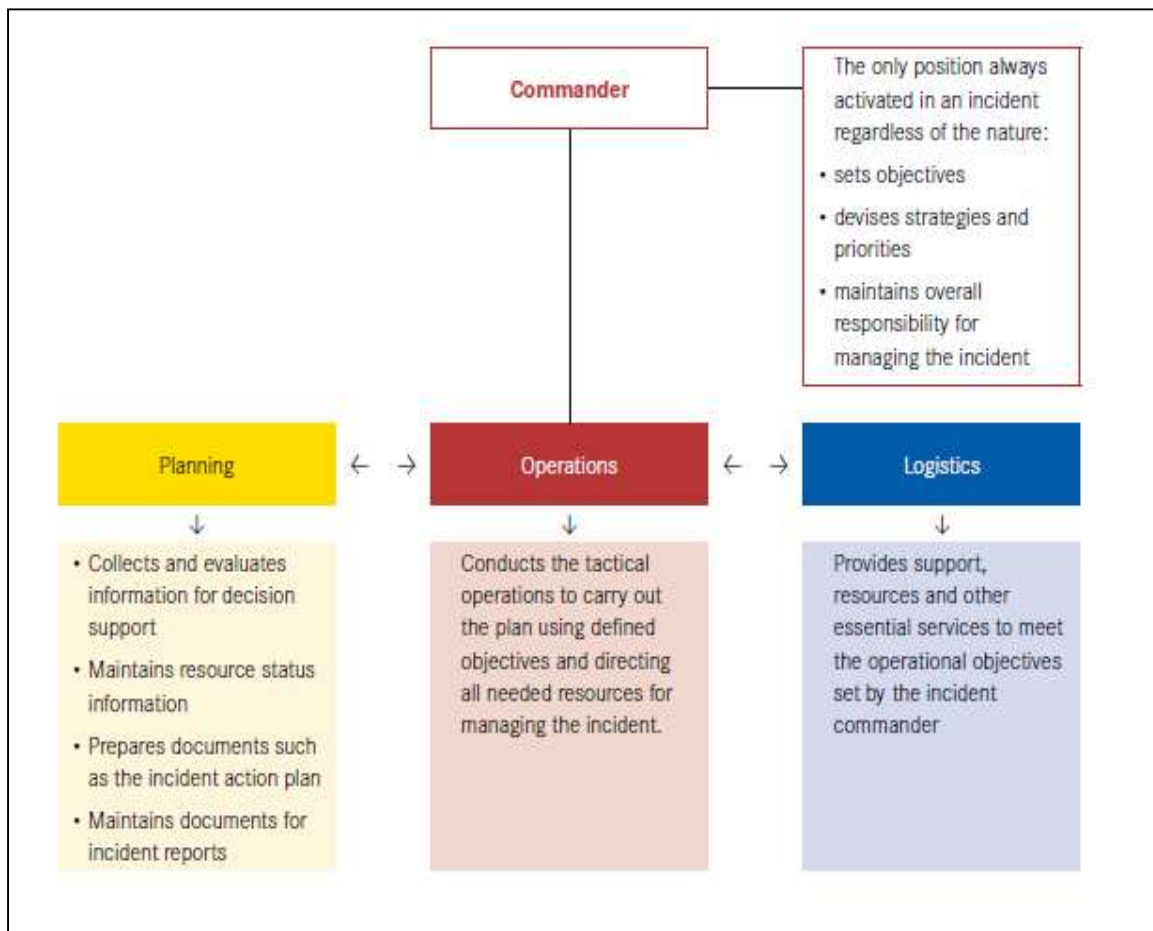 Commander
The only position always
activated in an incident
regardless of the nature:
• sets objectives
• devises strategies and
priorities
• maintains overall
responsibility for
managing the incident
Planning
← →
Operations
← →
Logistics
↓
↓
↓
• Collects and evaluates
information for decision
support
• Maintains resource status
information
• Prepares documents such
as the incident action plan
• Maintains documents for
incident reports
Conducts the tactical
operations to carry out
the plan using defined
objectives and directing
all needed resources for
managing the incident.
Provides support,
resources and other
essential services to meet
the operational objectives
set by the incident
commander